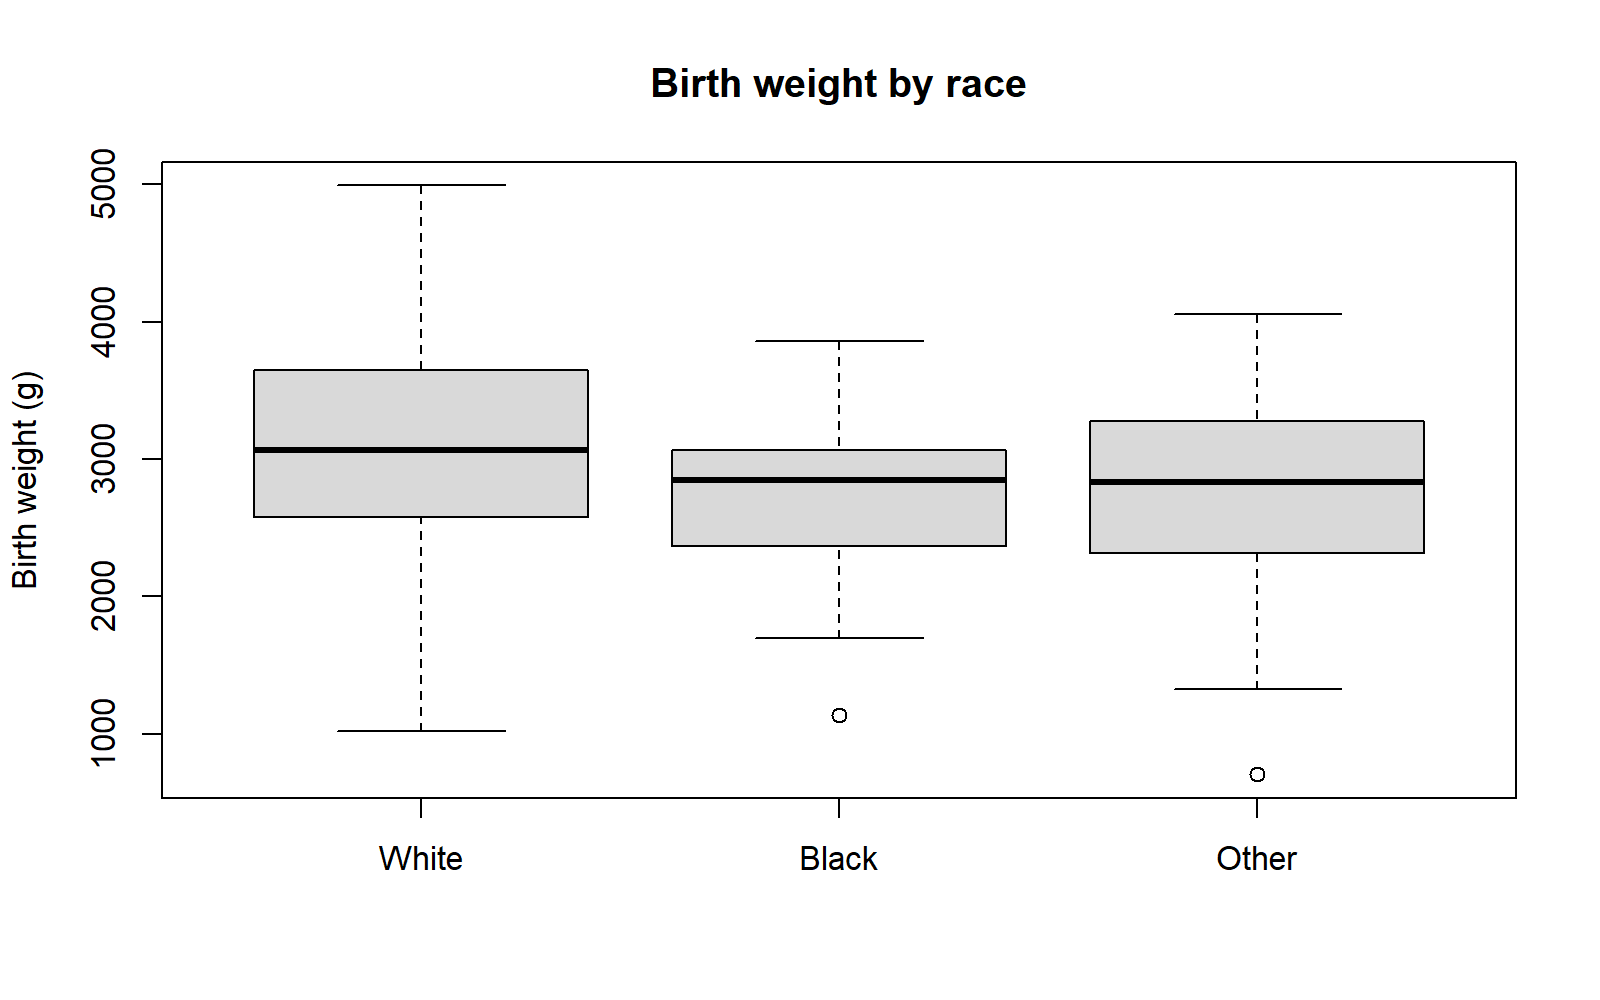 Birth weight by race
Birth weight (g)
5000
4000
3000
2000
1000
White
Black
Other